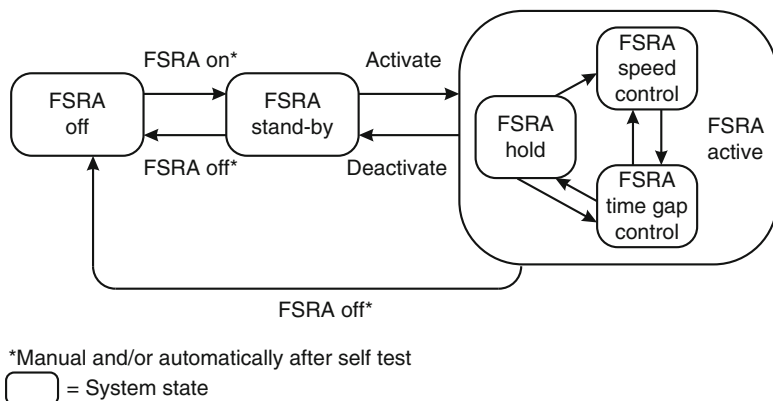 FSRA
off
FSRA on*
FSRA off*
FSRA
stand-by
Activate
Deactivate
FSRA
hold
FSRA
speed
control
FSRA
time gap
control
FSRA
active
FSRA off*
*Manual and/or automatically after self test
= System state